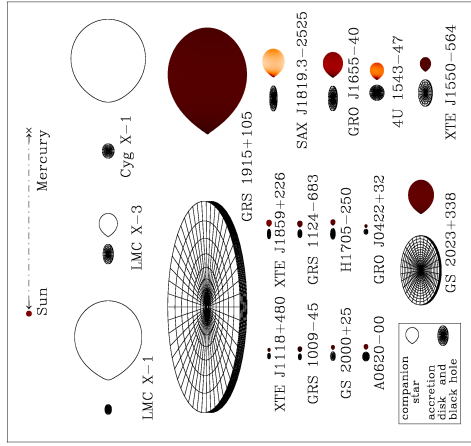 Sun
Mercury
×
LMC X-1
LMC X-3
Cyg X-1
GRS 1915+105
XTE J1118+480
XTE J1859+226
SAX J1819.3-2525
GRS 1009-45
GRS 1124-683
GRO J1655-40
GS 2000+25
H1705-250
4U 1543-47
A0620-00
GRO J0422+32
XTE J1550-564
GS 2023+338
companion
star
accretion
disk and
black hole